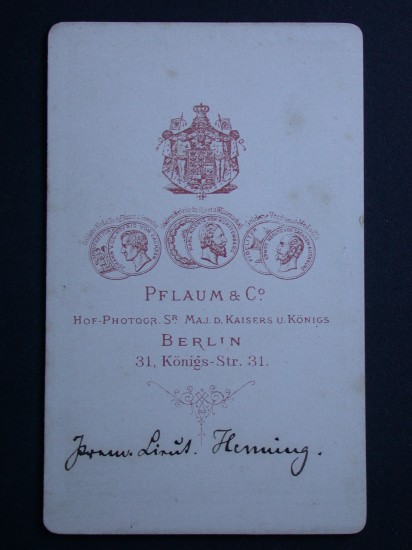 PFLAUM & Co
HOF-PHOTOGR. SR. MAJ. D. KAISERS U. KÖNIGS
BERLIN
31, Königs-Str. 31.
Prem. Lieut. Henning.